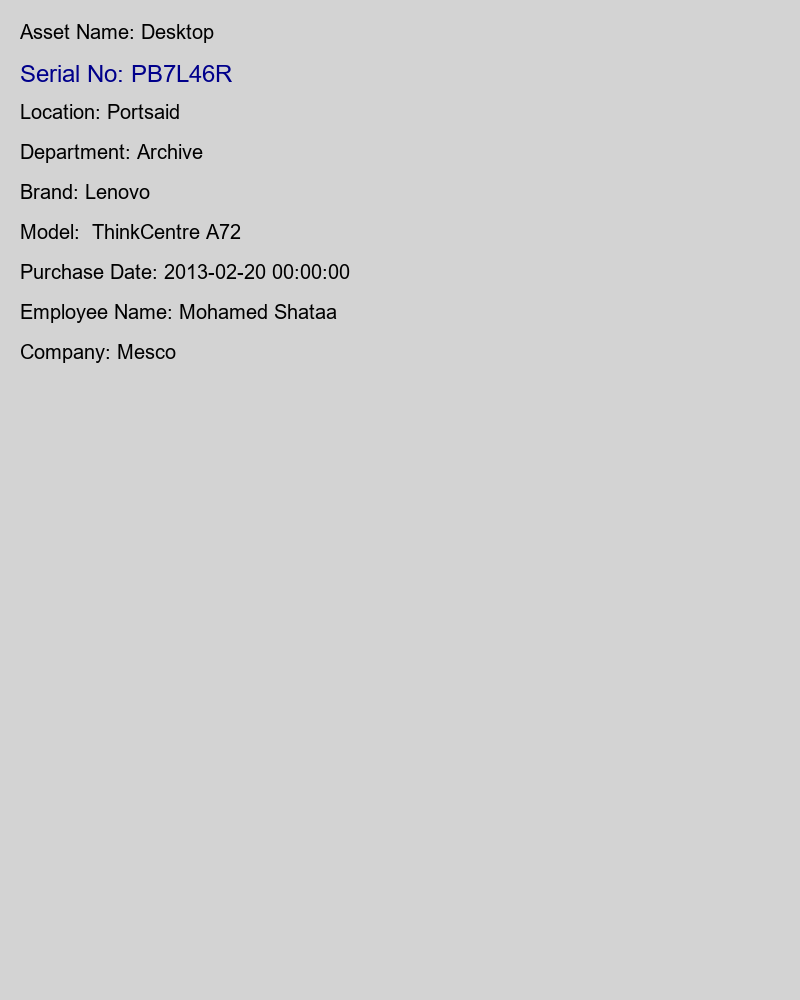 Asset Name: Desktop
Serial No: PB7L46R
Location: Portsaid
Department: Archive
Brand: Lenovo
Model:  ThinkCentre A72
Purchase Date: 2013-02-20 00:00:00
Employee Name: Mohamed Shataa
Company: Mesco